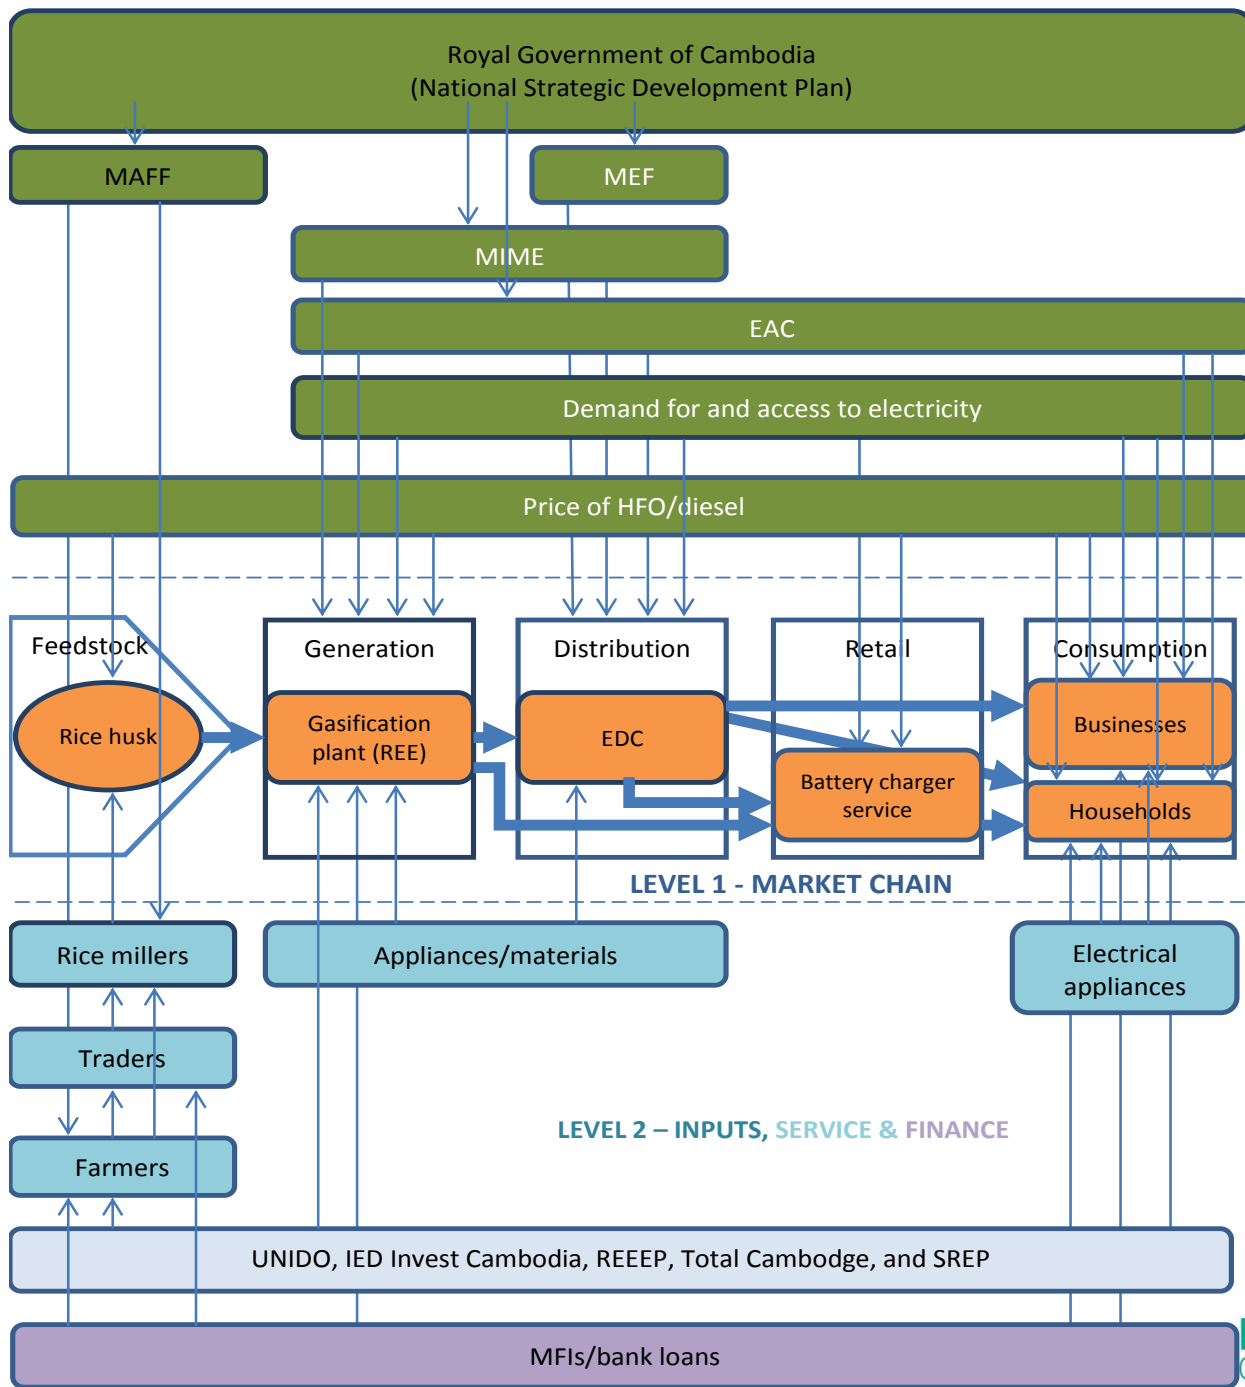 Royal Government of Cambodia
(National Strategic Development Plan)
MAFF
MEF
MIME
EAC
Demand for and access to electricity
Price of HFO/diesel
Feedstock
Generation
Distribution
Retail
Consumption
Rice husk
Gasification
plant (REE)
EDC
Battery charger
service
Businesses
Households
LEVEL 1 - MARKET CHAIN
Rice millers
Appliances/materials
Electrical
appliances
Traders
LEVEL 2 – INPUTS, SERVICE & FINANCE
Farmers
UNIDO, IED Invest Cambodia, REEEP, Total Cambodge, and SREP
MFIs/bank loans